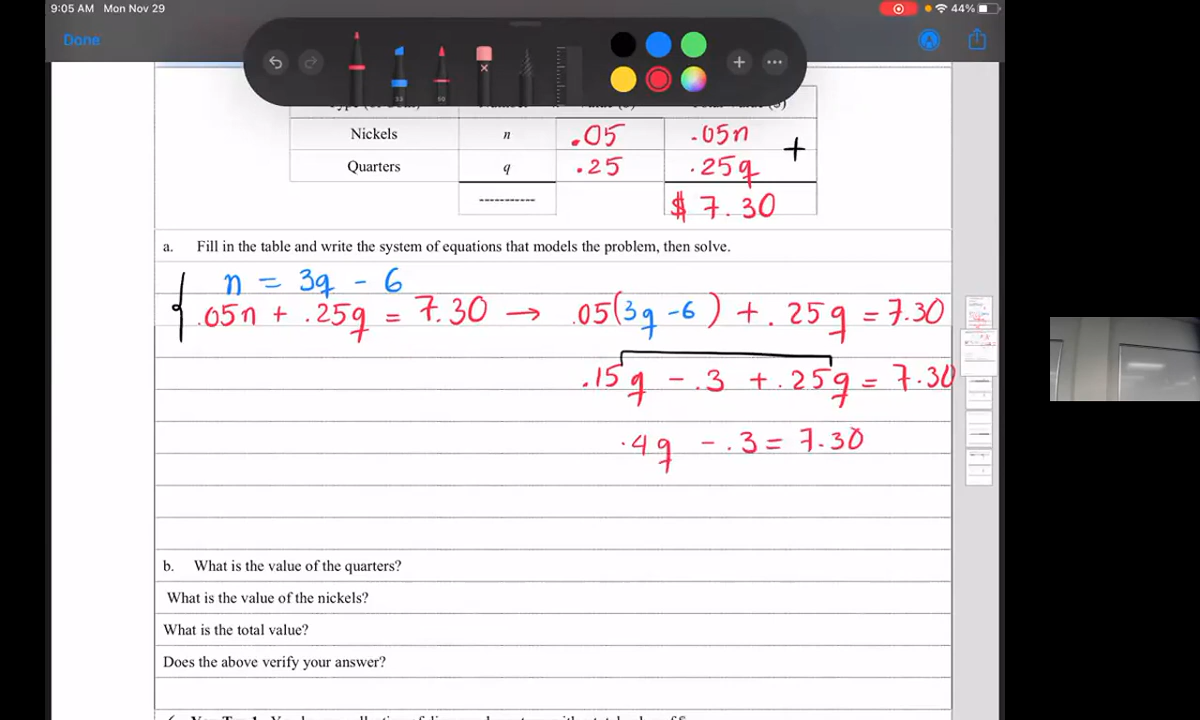 9:05 AM Mon Nov 29
44%
Done
33
50
Nickels n .05 .05n
+
Quarters q .25 .25q
----------- $ 7.30
a. Fill in the table and write the system of equations that models the problem, then solve.
n = 3q - 6
.05n + .25q = 7.30 → .05(3q -6) + .25q = 7.30
.15q - .3 + .25q = 7.30
.4q - .3 = 7.30
b. What is the value of the quarters?
What is the value of the nickels?
What is the total value?
Does the above verify your answer?